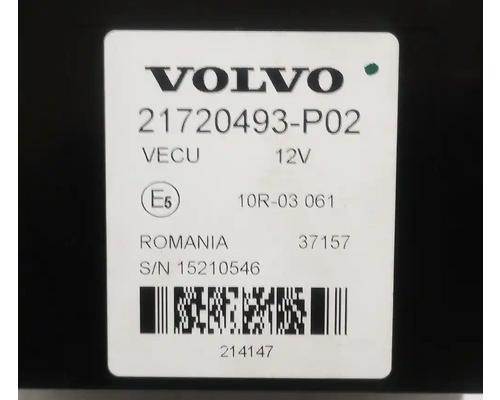 VOLVO
21720493-P02
VECU 12V
E5 10R-03 061
ROMANIA 37157
S/N 15210546
214147